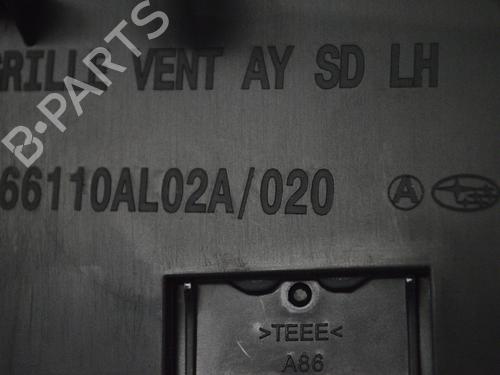 GRILLE VENT AY SD LH
66110AL02A/020 A
>TEEE<
A86
B-PARTS